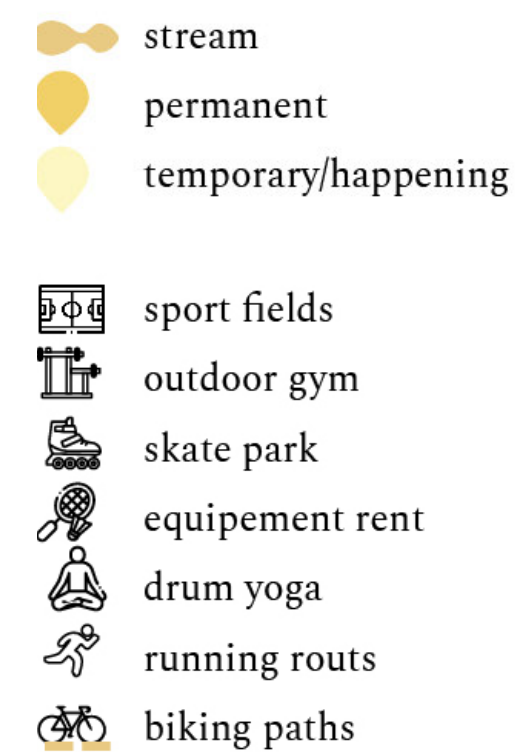 stream
permanent
temporary/happening
sport fields
outdoor gym
skate park
equipement rent
drum yoga
running routs
biking paths